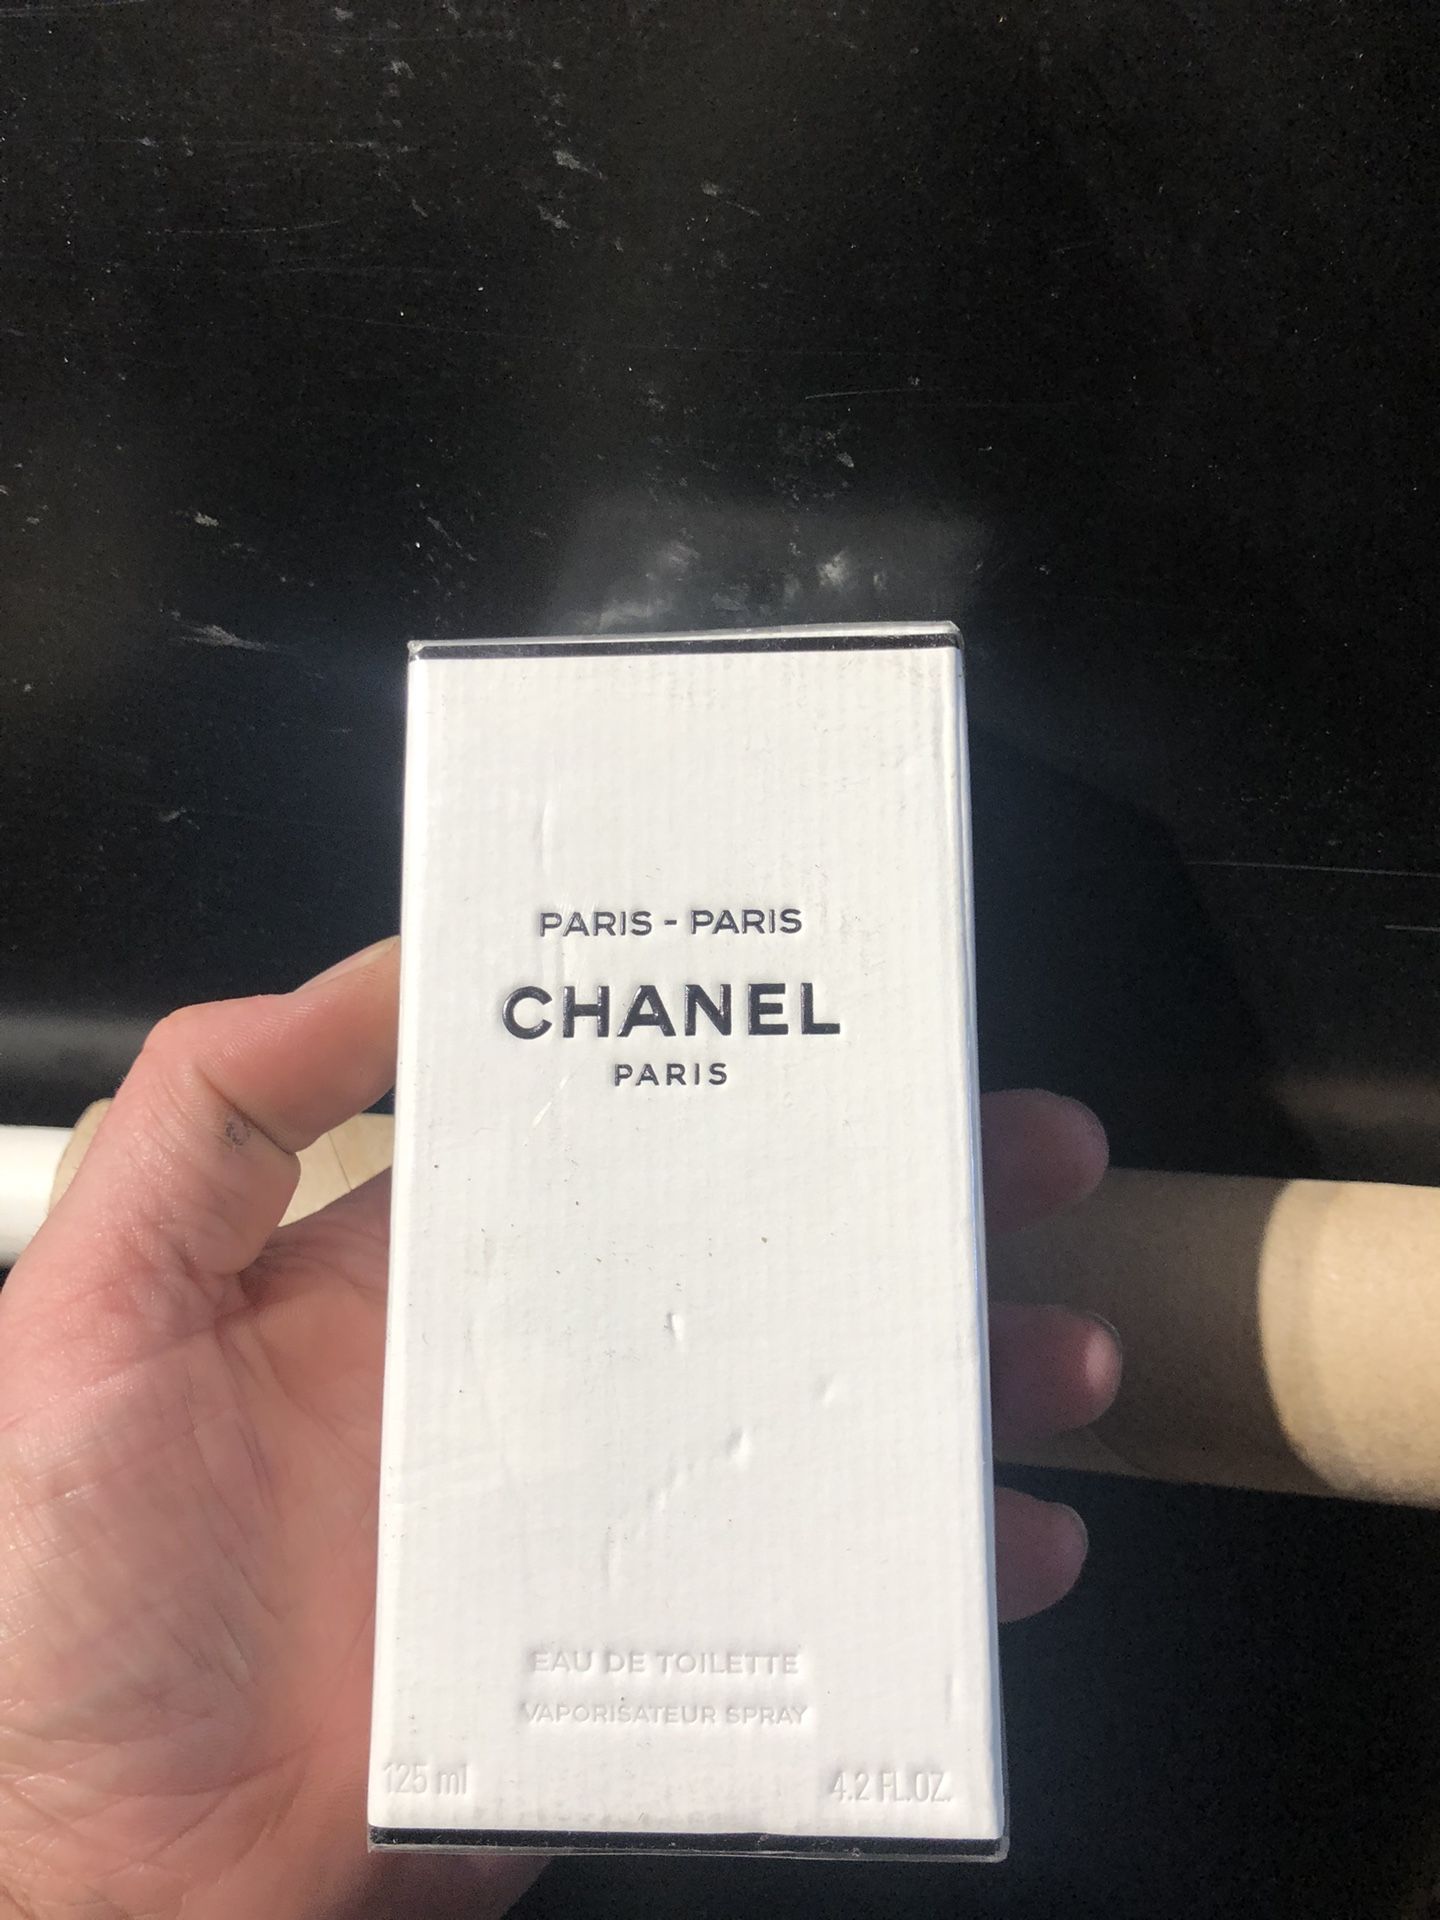 PARIS - PARIS
CHANEL
PARIS
EAU DE TOILETTE
VAPORISATEUR SPRAY
125 ml 4.2 FL.OZ.